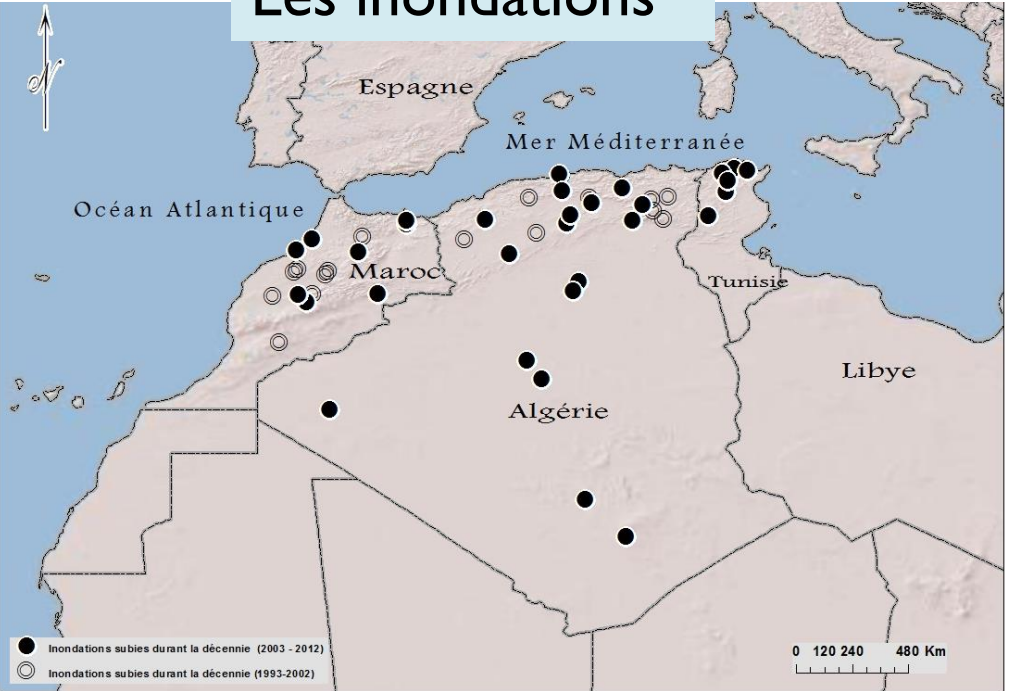 Les Inondations
N
Espagne
Mer Méditerranée
Océan Atlantique
Maroc
Tunisie
Libye
Algérie
Inondations subies durant la décennie (2003 - 2012)
Inondations subies durant la décennie (1993-2002)
0 120 240 480 Km